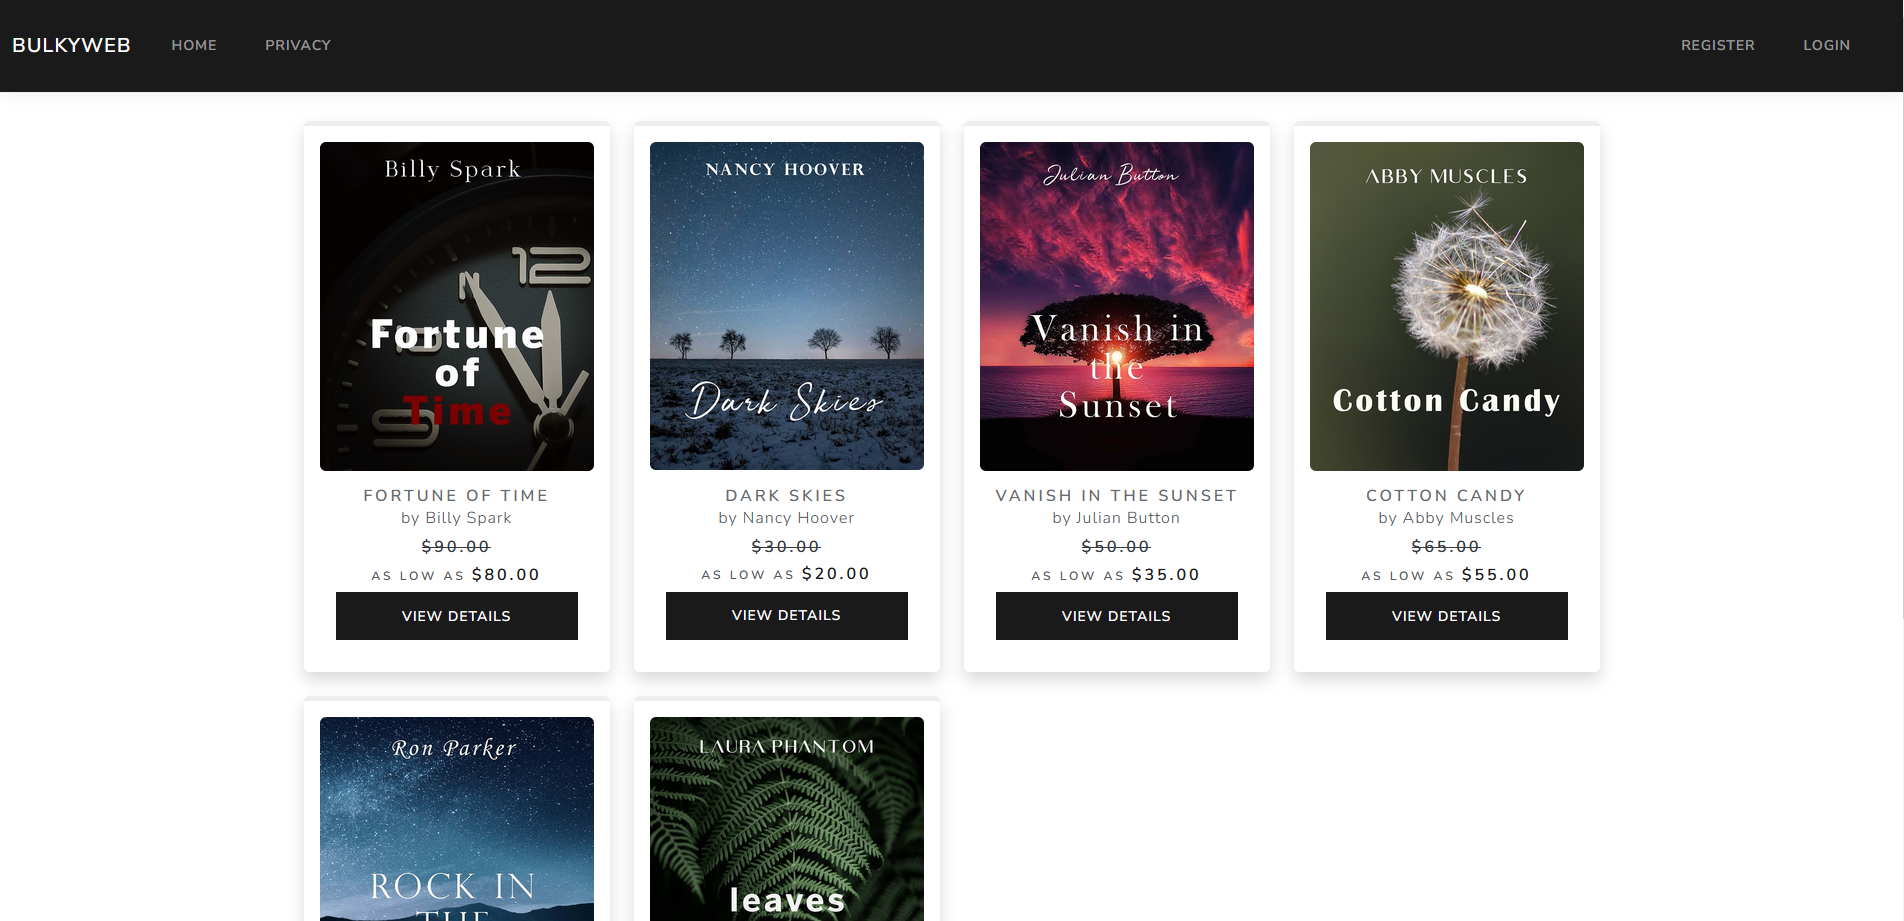 BULKYWEB HOME PRIVACY REGISTER LOGIN
Billy Spark
12
Fortune
of
Time
FORTUNE OF TIME
by Billy Spark
$90.00
AS LOW AS $80.00
VIEW DETAILS
NANCY HOOVER
Dark Skies
DARK SKIES
by Nancy Hoover
$30.00
AS LOW AS $20.00
VIEW DETAILS
Julian Button
Vanish in
the
Sunset
VANISH IN THE SUNSET
by Julian Button
$50.00
AS LOW AS $35.00
VIEW DETAILS
ABBY MUSCLES
Cotton Candy
COTTON CANDY
by Abby Muscles
$65.00
AS LOW AS $55.00
VIEW DETAILS
Ron Parker
ROCK IN
THE
LAURA PHANTOM
leaves